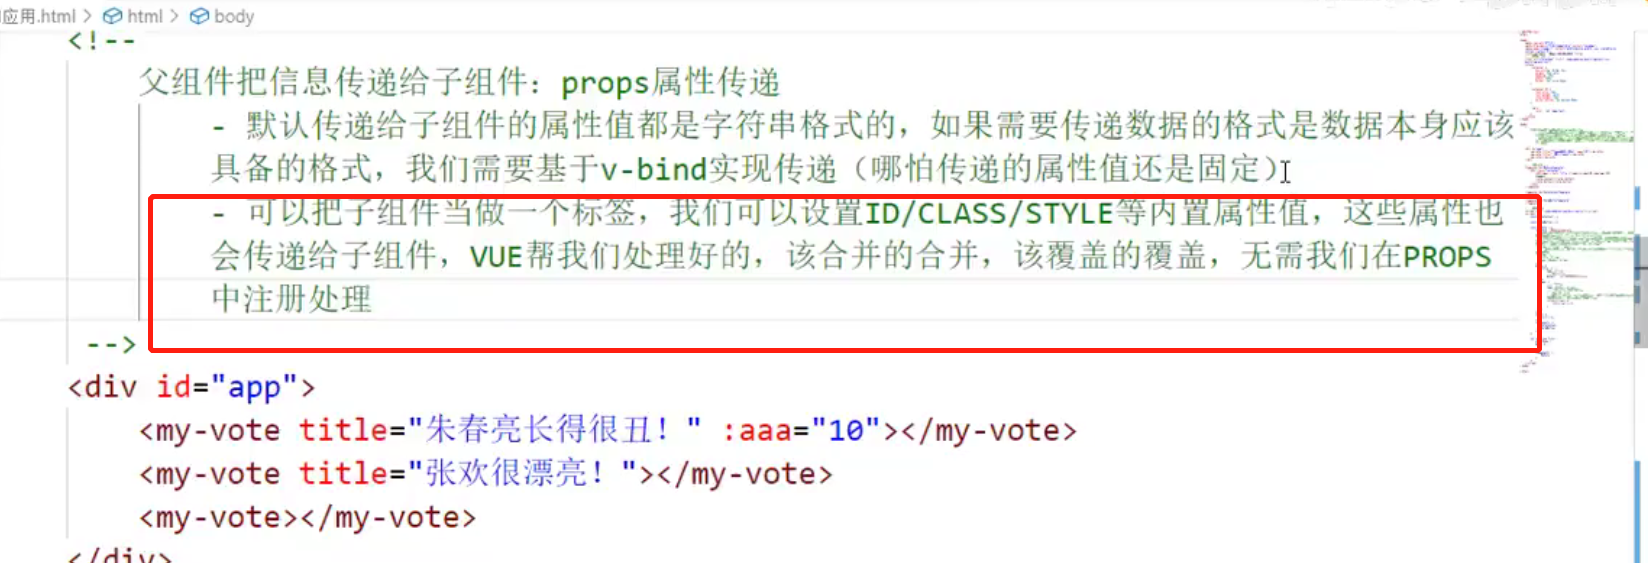 应用.html > html > body
<!--
父组件把信息传递给子组件：props属性传递
- 默认传递给子组件的属性值都是字符串格式的，如果需要传递数据的格式是数据本身应该
具备的格式，我们需要基于v-bind实现传递（哪怕传递的属性值还是固定）
- 可以把子组件当做一个标签，我们可以设置ID/CLASS/STYLE等内置属性值，这些属性也
会传递给子组件，VUE帮我们处理好的，该合并的合并，该覆盖的覆盖，无需我们在PROPS
中注册处理
-->
<div id="app">
<my-vote title="朱春亮长得很丑！" :aaa="10"></my-vote>
<my-vote title="张欢很漂亮！"></my-vote>
<my-vote></my-vote>
</div>